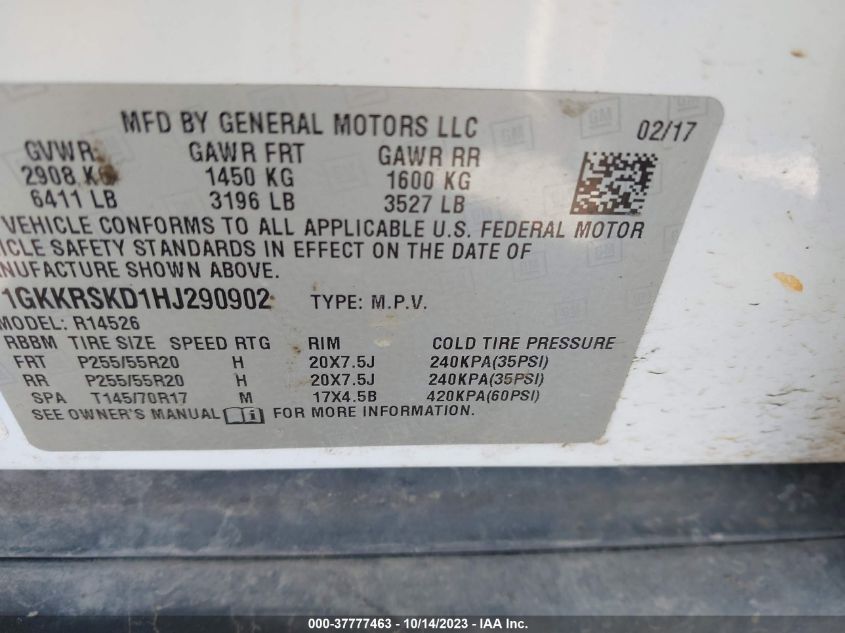 MFD BY GENERAL MOTORS LLC 02/17
GVWR GAWR FRT GAWR RR
2908 KG 1450 KG 1600 KG
6411 LB 3196 LB 3527 LB
VEHICLE CONFORMS TO ALL APPLICABLE U.S. FEDERAL MOTOR
ICLE SAFETY STANDARDS IN EFFECT ON THE DATE OF
NUFACTURE SHOWN ABOVE.
1GKKRSKD1HJ290902 TYPE: M.P.V.
MODEL: R14526
RBBM TIRE SIZE SPEED RTG RIM COLD TIRE PRESSURE
FRT P255/55R20 H 20X7.5J 240KPA(35PSI)
RR P255/55R20 H 20X7.5J 240KPA(35PSI)
SPA T145/70R17 M 17X4.5B 420KPA(60PSI)
SEE OWNER'S MANUAL FOR MORE INFORMATION.
000-37777463 - 10/14/2023 - IAA Inc.